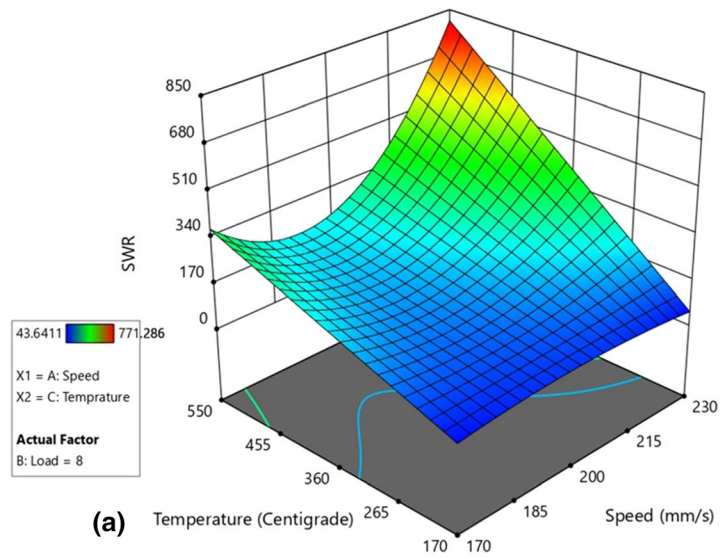 850
680
510
340
170
0
SWR
43.6411 771.286
X1 = A: Speed
X2 = C: Temprature
Actual Factor
B: Load = 8
550
455
360
265
170
170
185
200
215
230
Temperature (Centigrade)
Speed (mm/s)
(a)